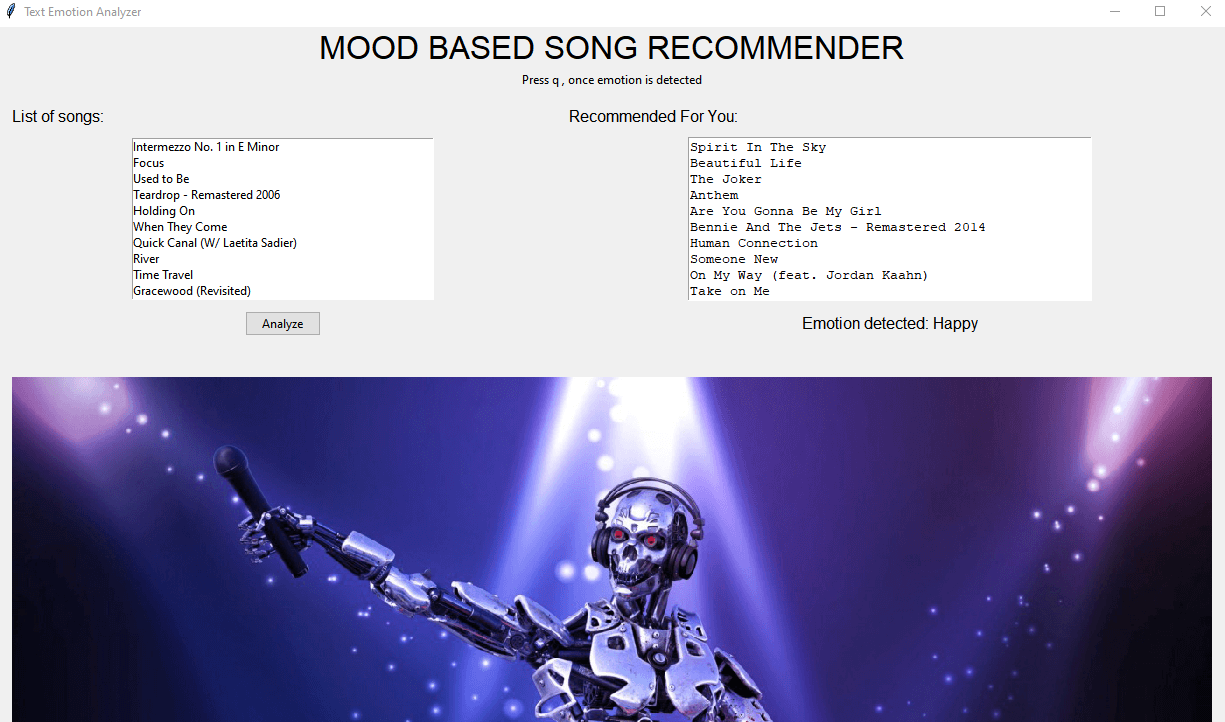 Text Emotion Analyzer
MOOD BASED SONG RECOMMENDER
Press q , once emotion is detected
List of songs:
Intermezzo No. 1 in E Minor
Focus
Used to Be
Teardrop - Remastered 2006
Holding On
When They Come
Quick Canal (W/ Laetita Sadier)
River
Time Travel
Gracewood (Revisited)
Analyze
Recommended For You:
Spirit In The Sky
Beautiful Life
The Joker
Anthem
Are You Gonna Be My Girl
Bennie And The Jets - Remastered 2014
Human Connection
Someone New
On My Way (feat. Jordan Kaahn)
Take on Me
Emotion detected: Happy